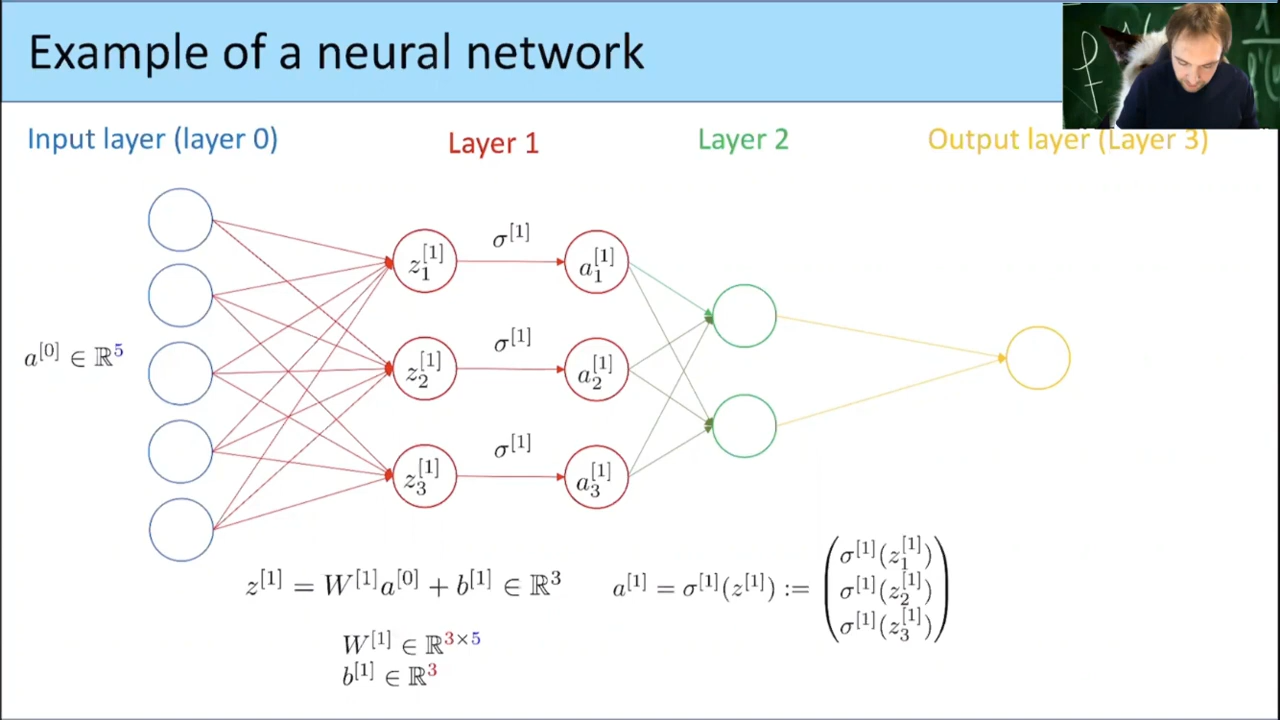 Example of a neural network
Input layer (layer 0)
Layer 1
Layer 2
Output layer (Layer 3)
σ^[1]
z_1^[1]
a_1^[1]
σ^[1]
a^[0] ∈ ℝ^5
z_2^[1]
a_2^[1]
σ^[1]
z_3^[1]
a_3^[1]
z^[1] = W^[1]a^[0] + b^[1] ∈ ℝ^3
a^[1] = σ^[1](z^[1]) :=
σ^[1](z_1^[1])
σ^[1](z_2^[1])
σ^[1](z_3^[1])
W^[1] ∈ ℝ^3×5
b^[1] ∈ ℝ^3